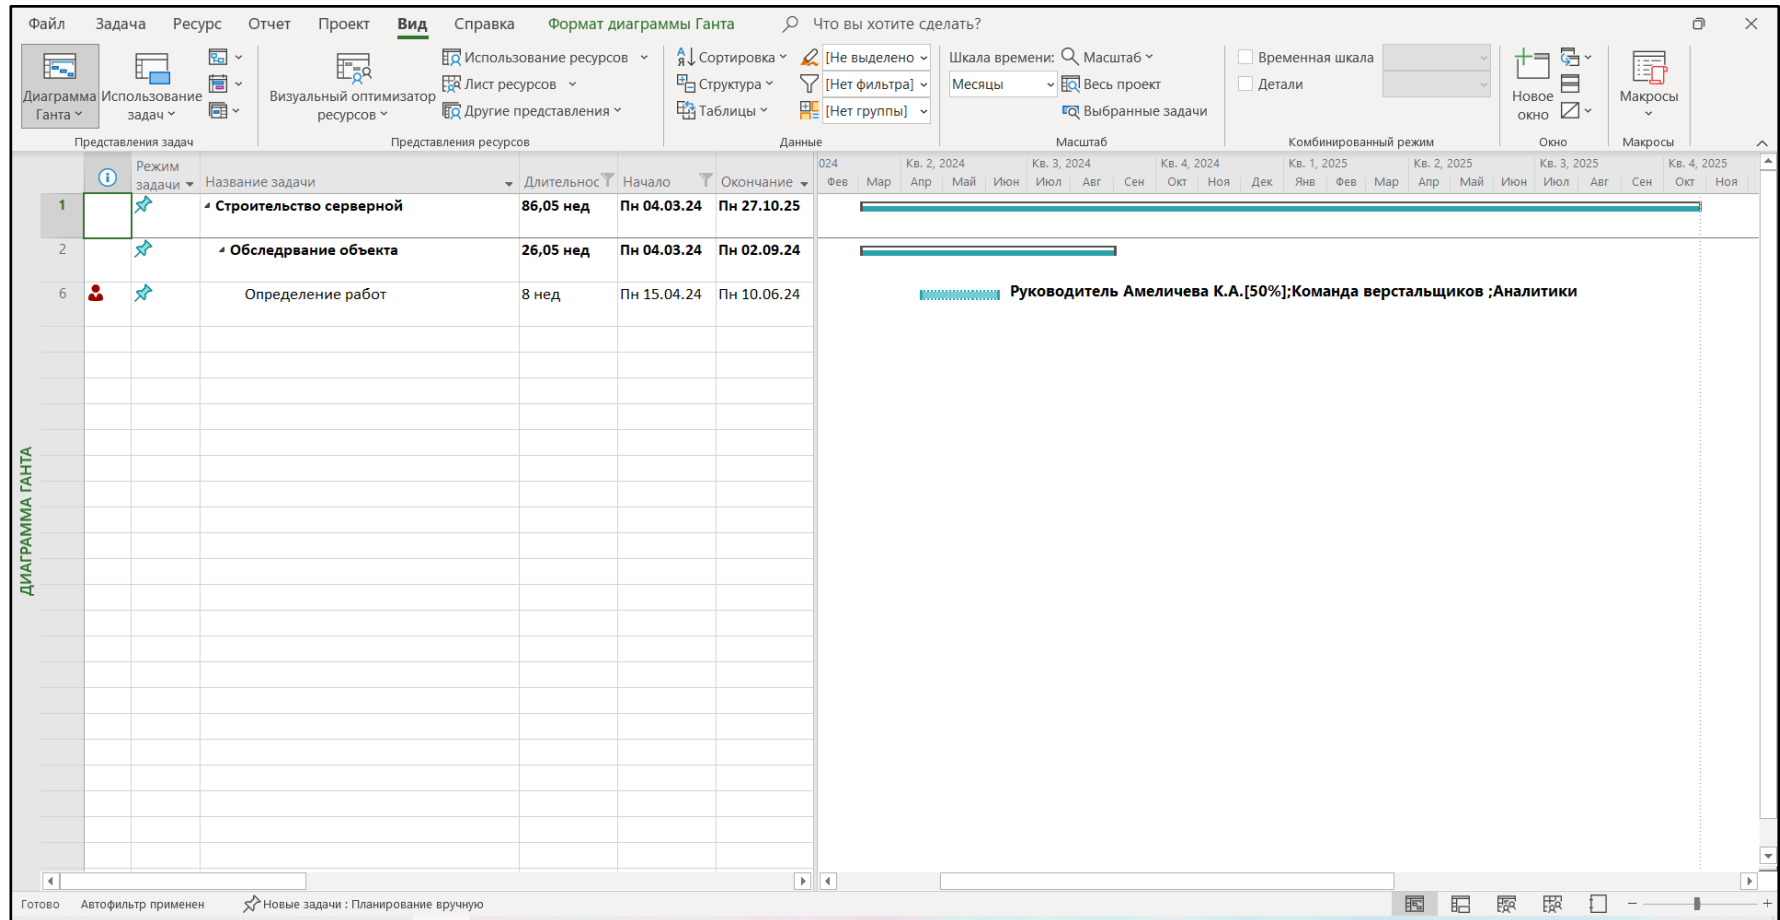 Файл Задача Ресурс Отчет Проект Вид Справка Формат диаграммы Ганта Что вы хотите сделать?
Диаграмма Ганта
Использование задач
Представления задач
Визуальный оптимизатор ресурсов
Использование ресурсов
Лист ресурсов
Другие представления
Представления ресурсов
Сортировка
Структура
Таблицы
[Не выделено
[Нет фильтра]
[Нет группы]
Данные
Шкала времени:
Месяцы
Масштаб
Весь проект
Выбранные задачи
Масштаб
Временная шкала
Детали
Комбинированный режим
Новое окно
Окно
Макросы
Макросы
Режим задачи Название задачи Длительнос Начало Окончание
024 Кв. 2, 2024 Кв. 3, 2024 Кв. 4, 2024 Кв. 1, 2025 Кв. 2, 2025 Кв. 3, 2025 Кв. 4, 2025
Фев Мар Апр Май Июн Июл Авг Сен Окт Ноя Дек Янв Фев Мар Апр Май Июн Июл Авг Сен Окт Ноя
1 Строительство серверной 86,05 нед Пн 04.03.24 Пн 27.10.25
2 Обследрвание объекта 26,05 нед Пн 04.03.24 Пн 02.09.24
6 Определение работ 8 нед Пн 15.04.24 Пн 10.06.24 Руководитель Амеличева К.А.[50%];Команда верстальщиков ;Аналитики
ДИАГРАММА ГАНТА
Готово Автофильтр применен Новые задачи : Планирование вручную